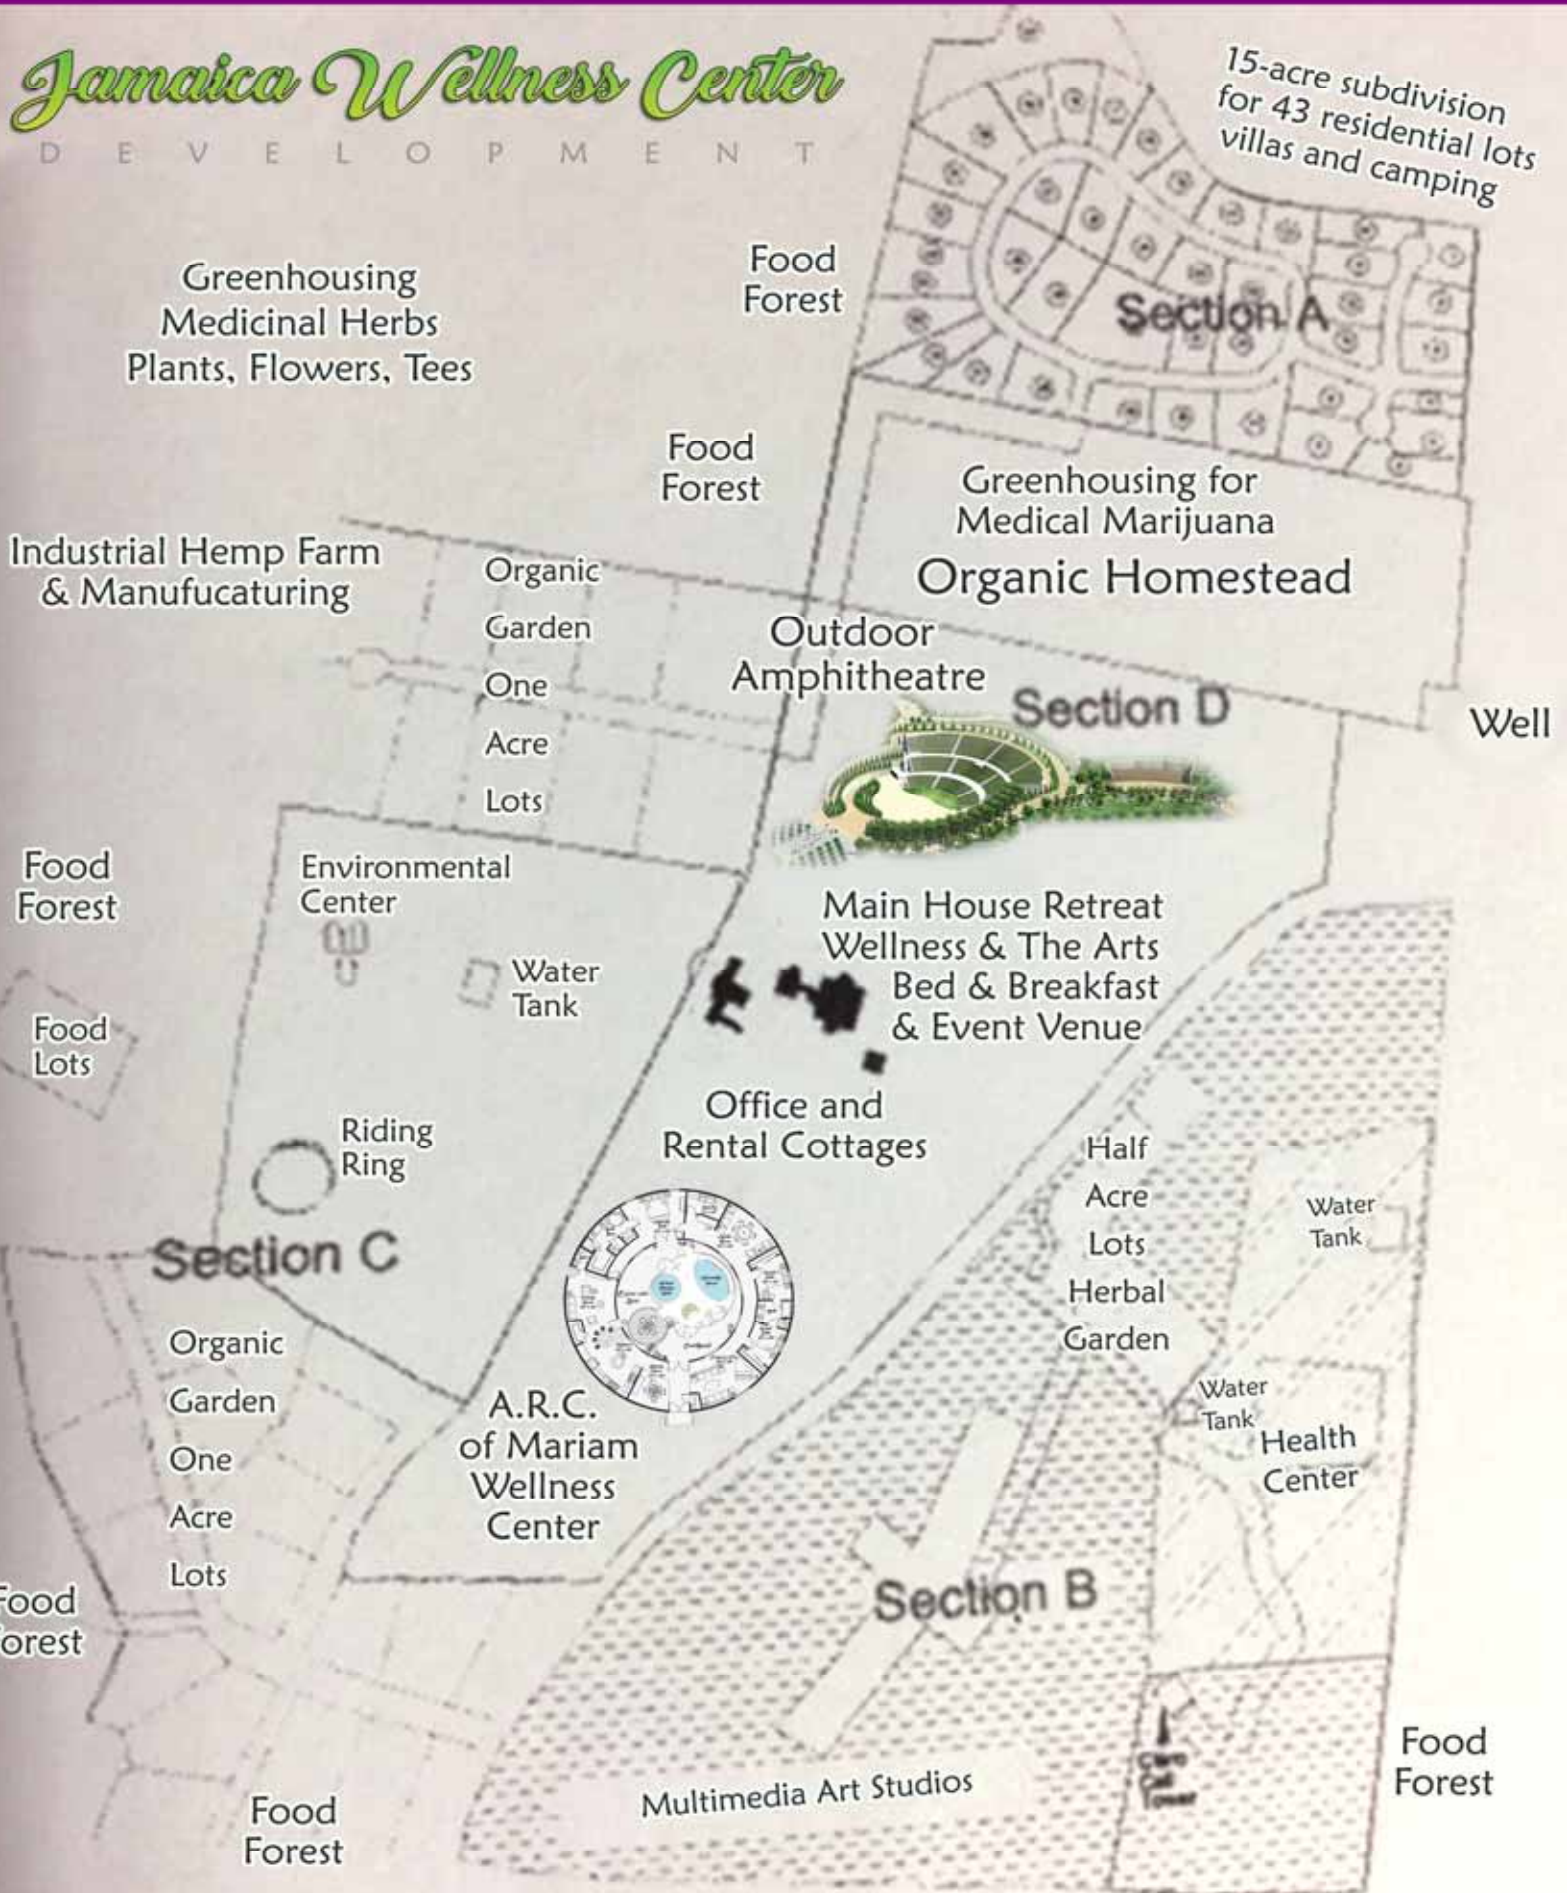 Jamaica Wellness Center
DEVELOPMENT
15-acre subdivision
for 43 residential lots
villas and camping
Greenhousing
Medicinal Herbs
Plants, Flowers, Tees
Food
Forest
Section A
Food
Forest
Greenhousing for
Medical Marijuana
Organic Homestead
Industrial Hemp Farm
& Manufucaturing
Organic
Garden
One
Acre
Lots
Outdoor
Amphitheatre
Section D
Well
Food
Forest
Environmental
Center
Water
Tank
Main House Retreat
Wellness & The Arts
Bed & Breakfast
& Event Venue
Food
Lots
Office and
Rental Cottages
Riding
Ring
Half
Acre
Lots
Herbal
Garden
Water
Tank
Section C
Organic
Garden
One
Acre
Lots
A.R.C.
of Mariam
Wellness
Center
Water
Tank
Health
Center
Section B
Food
orest
Cell
Tower
Multimedia Art Studios
Food
Forest
Food
Forest